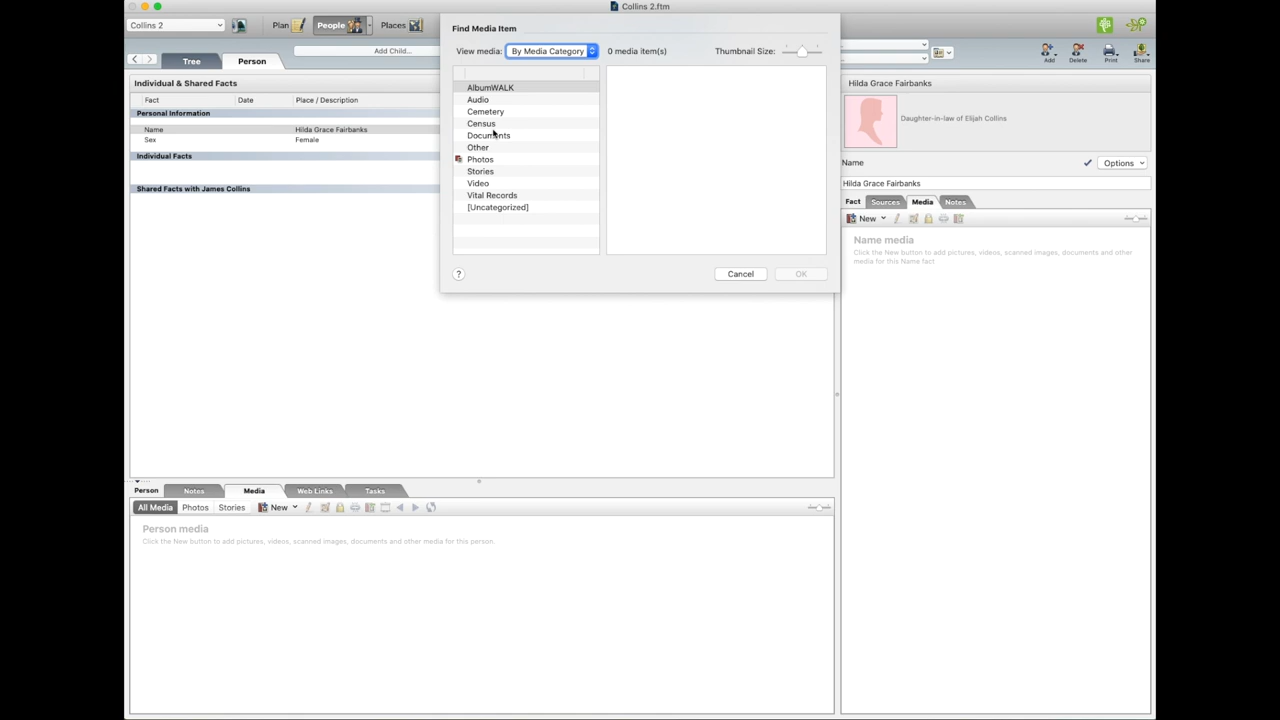 Collins 2.ftm
Collins 2
Plan
People
Places
Add
Delete
Print
Share
Tree
Person
Add Child...
Individual & Shared Facts
Fact
Date
Place / Description
Personal Information
Name
Hilda Grace Fairbanks
Sex
Female
Individual Facts
Shared Facts with James Collins
Find Media Item
View media:
By Media Category
0 media item(s)
Thumbnail Size:
AlbumWALK
Audio
Cemetery
Census
Documents
Other
Photos
Stories
Video
Vital Records
[Uncategorized]
?
Cancel
OK
Hilda Grace Fairbanks
Daughter-in-law of Elijah Collins
Name
Options
Hilda Grace Fairbanks
Fact
Sources
Media
Notes
New
Name media
Click the New button to add pictures, videos, scanned images, documents and other
media for this Name fact
Person
Notes
Media
Web Links
Tasks
All Media
Photos
Stories
New
Person media
Click the New button to add pictures, videos, scanned images, documents and other media for this person.